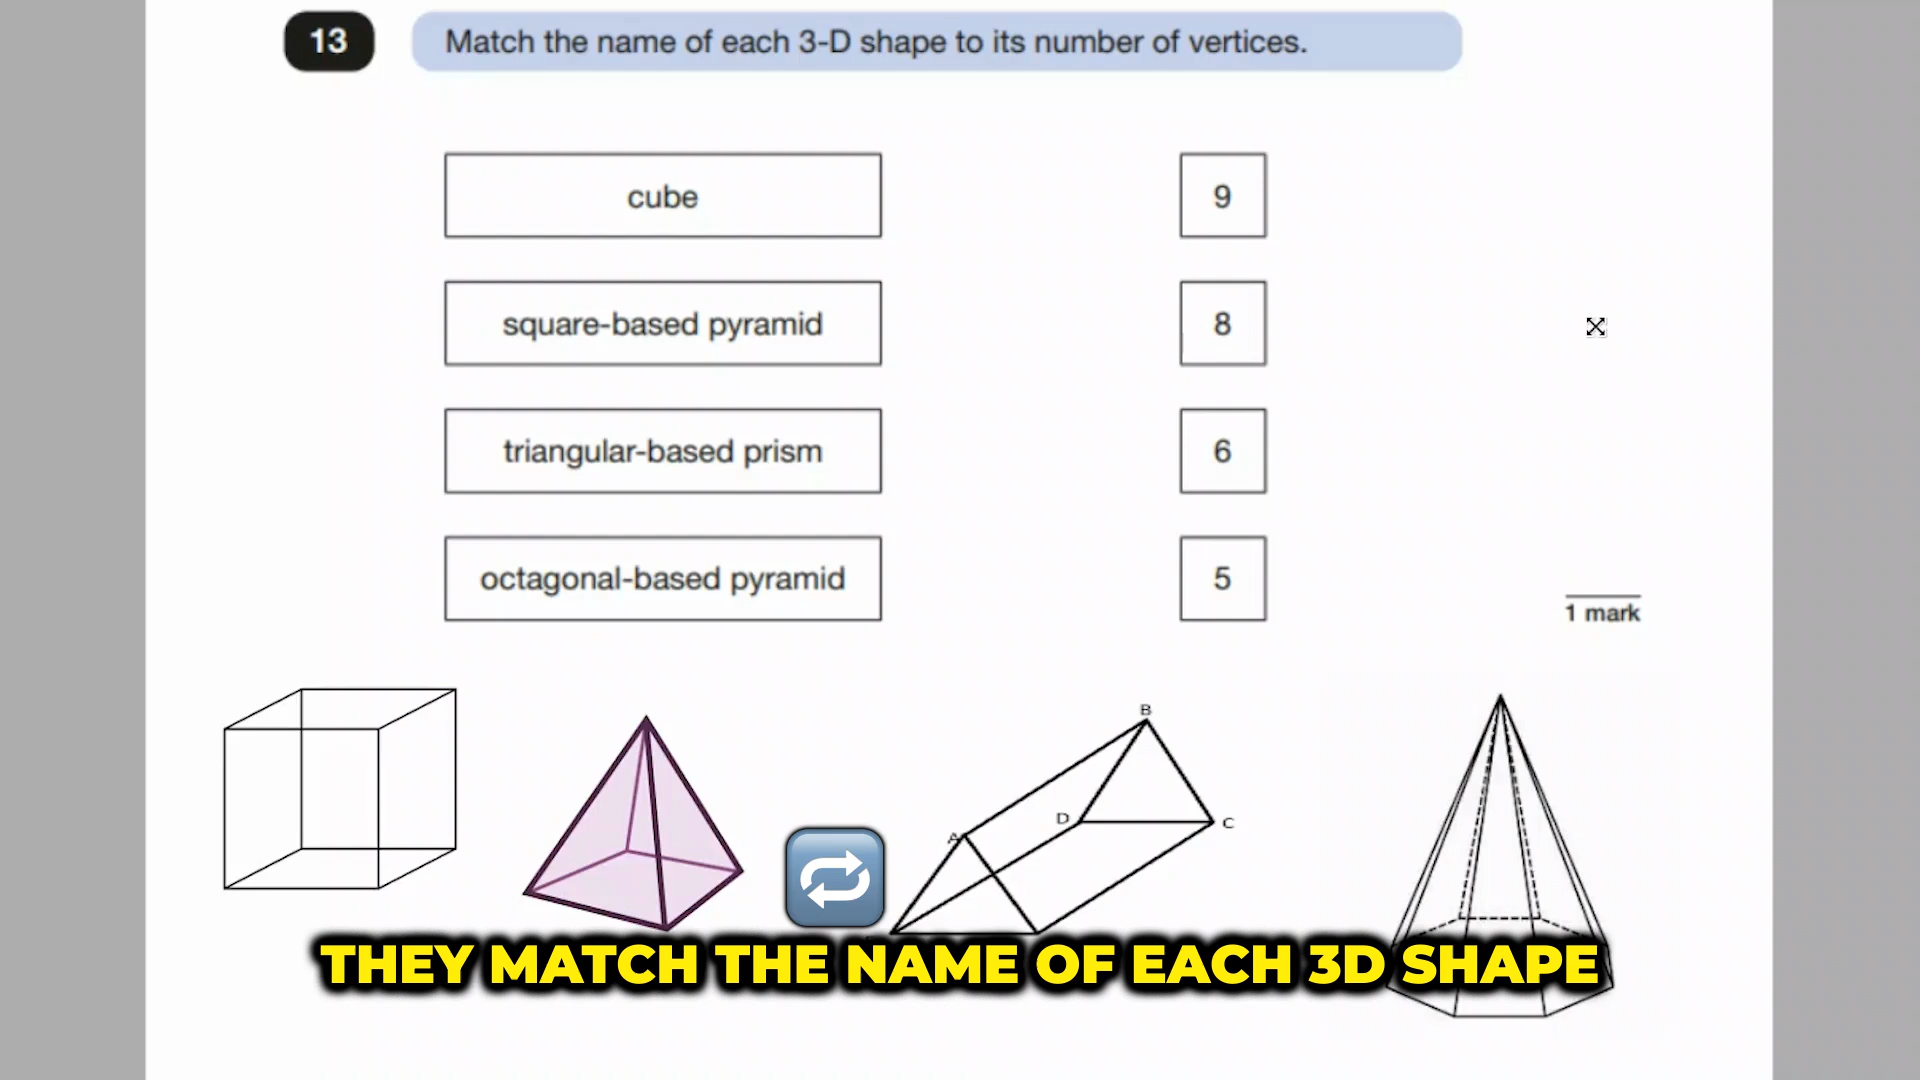 13 Match the name of each 3-D shape to its number of vertices.
cube 9
square-based pyramid 8
triangular-based prism 6
octagonal-based pyramid 5
1 mark
B
D C
A
THEY MATCH THE NAME OF EACH 3D SHAPE